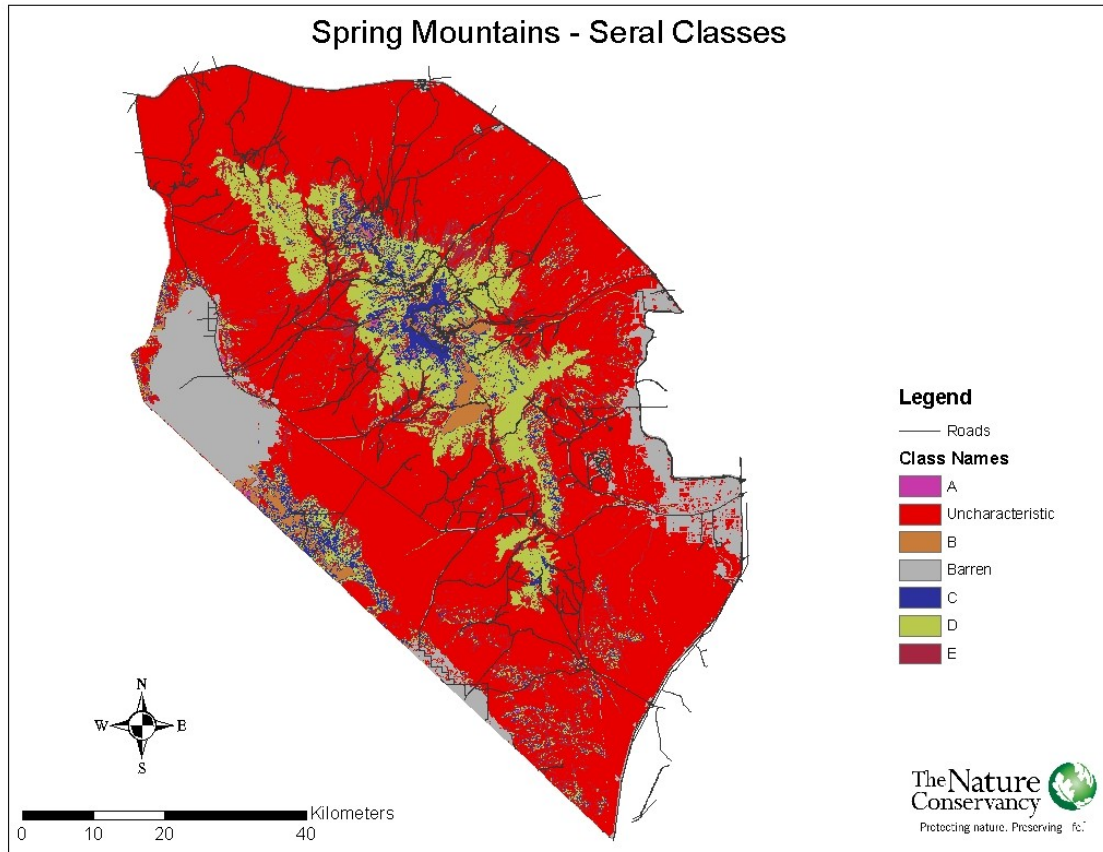 Spring Mountains - Seral Classes
Legend
Roads
Class Names
A
Uncharacteristic
B
Barren
C
D
E
N
W E
S
Kilometers
0 10 20 40
The Nature
Conservancy
Protecting nature. Preserving